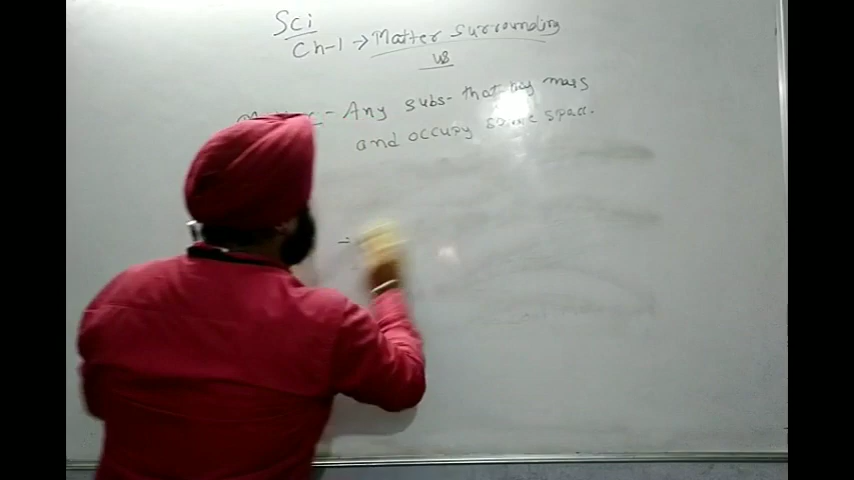 Sci
Ch-1 → Matter Surrounding
us
- Any subs- that has mass
and occupy some space.